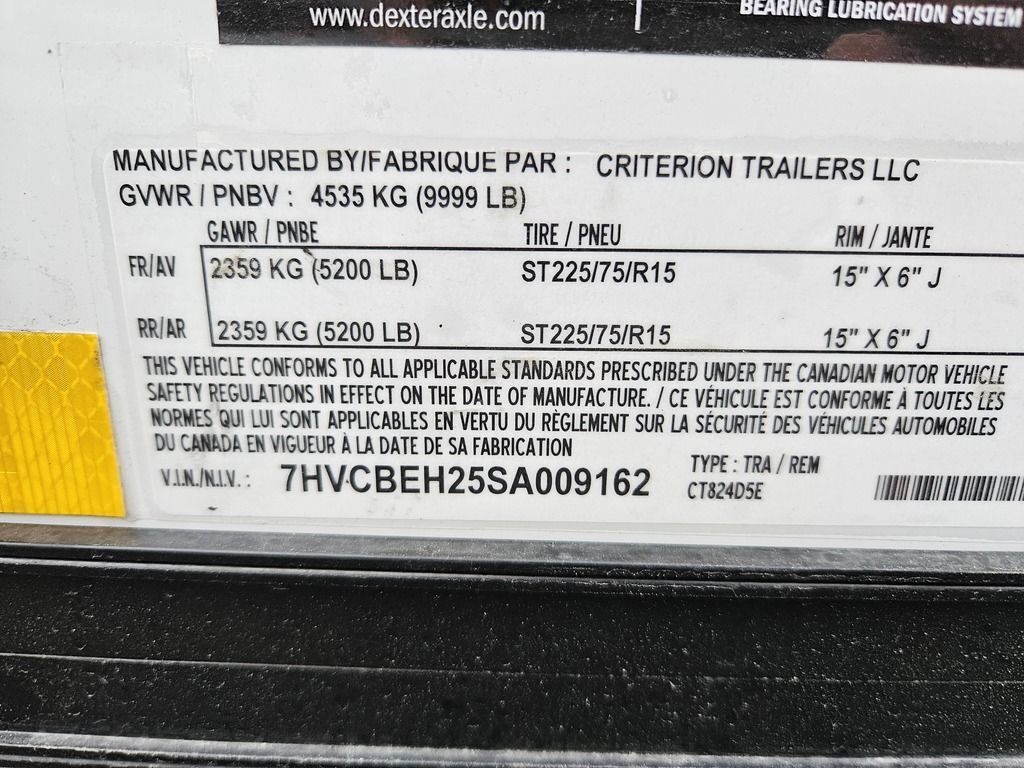 www.dexteraxle.com
BEARING LUBRICATION SYSTEM
MANUFACTURED BY/FABRIQUE PAR : CRITERION TRAILERS LLC
GVWR / PNBV : 4535 KG (9999 LB)
GAWR / PNBE TIRE / PNEU RIM / JANTE
FR/AV 2359 KG (5200 LB) ST225/75/R15 15" X 6" J
RR/AR 2359 KG (5200 LB) ST225/75/R15 15" X 6" J
THIS VEHICLE CONFORMS TO ALL APPLICABLE STANDARDS PRESCRIBED UNDER THE CANADIAN MOTOR VEHICLE
SAFETY REGULATIONS IN EFFECT ON THE DATE OF MANUFACTURE. / CE VÉHICULE EST CONFORME À TOUTES LES
NORMES QUI LUI SONT APPLICABLES EN VERTU DU RÈGLEMENT SUR LA SÉCURITÉ DES VÉHICULES AUTOMOBILES
DU CANADA EN VIGUEUR À LA DATE DE SA FABRICATION
V.I.N./N.I.V. : 7HVCBEH25SA009162 TYPE : TRA / REM
CT824D5E